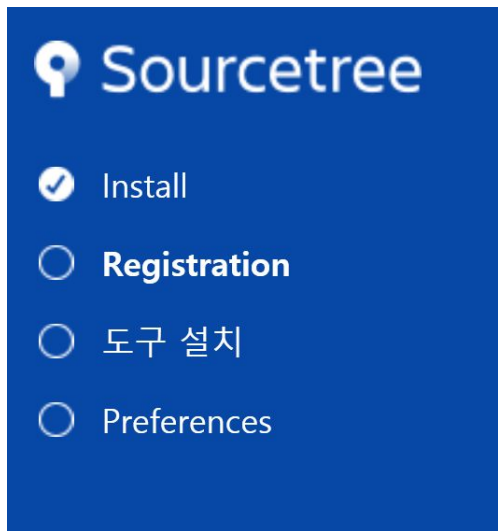 Sourcetree
Install
Registration
도구 설치
Preferences